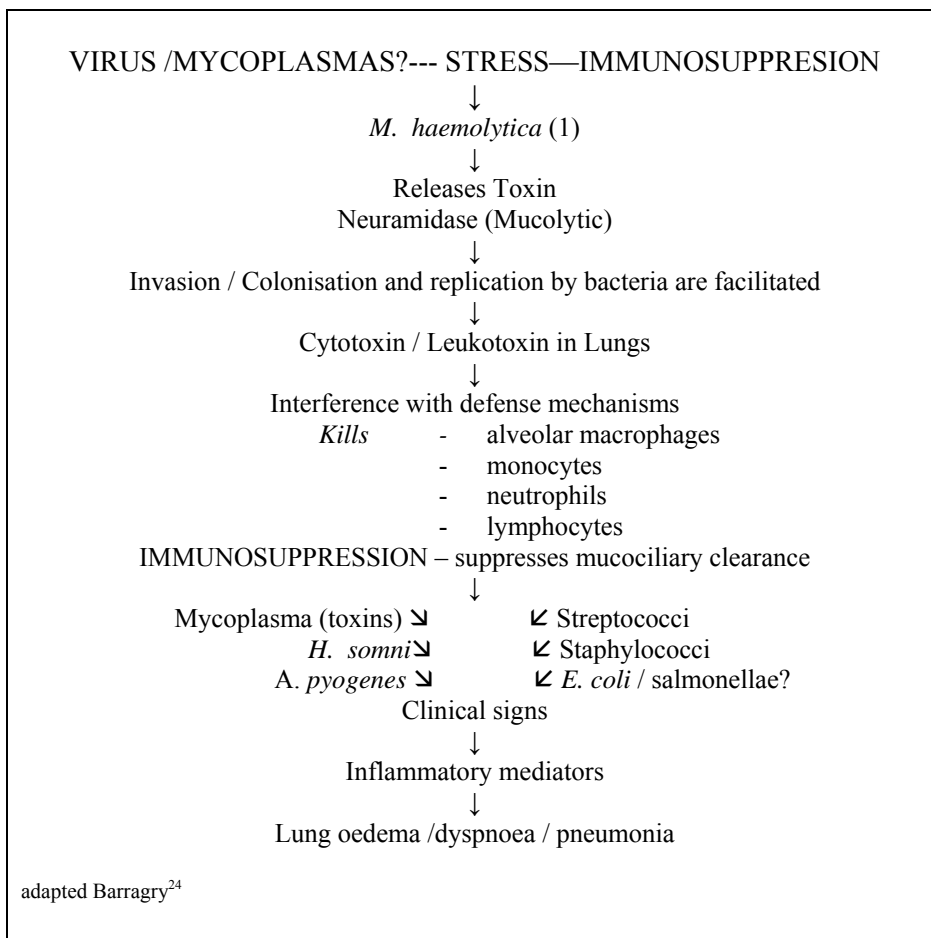 VIRUS /MYCOPLASMAS?--- STRESS—IMMUNOSUPPRESION
↓
M. haemolytica (1)
↓
Releases Toxin
Neuramidase (Mucolytic)
↓
Invasion / Colonisation and replication by bacteria are facilitated
↓
Cytotoxin / Leukotoxin in Lungs
↓
Interference with defense mechanisms
Kills - alveolar macrophages
- monocytes
- neutrophils
- lymphocytes
IMMUNOSUPPRESSION – suppresses mucociliary clearance
↓
Mycoplasma (toxins) ↘ ↙ Streptococci
H. somni↘ ↙ Staphylococci
A. pyogenes ↘ ↙ E. coli / salmonellae?
Clinical signs
↓
Inflammatory mediators
↓
Lung oedema /dyspnoea / pneumonia
adapted Barragry24